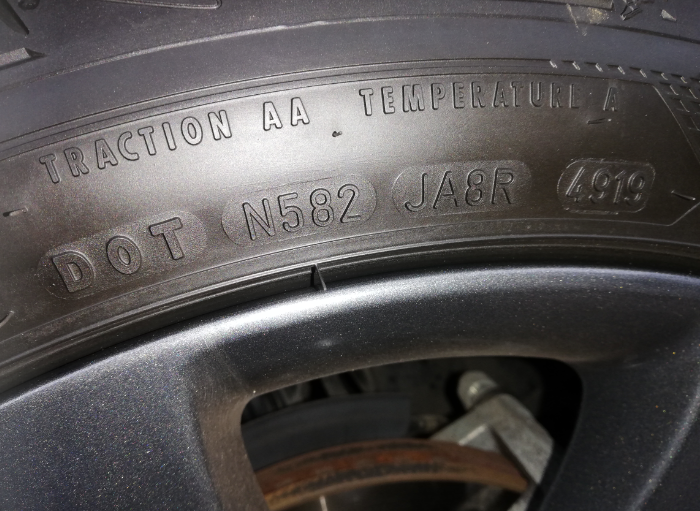 TRACTION AA TEMPERATURE A
DOT N582 JA8R 4919